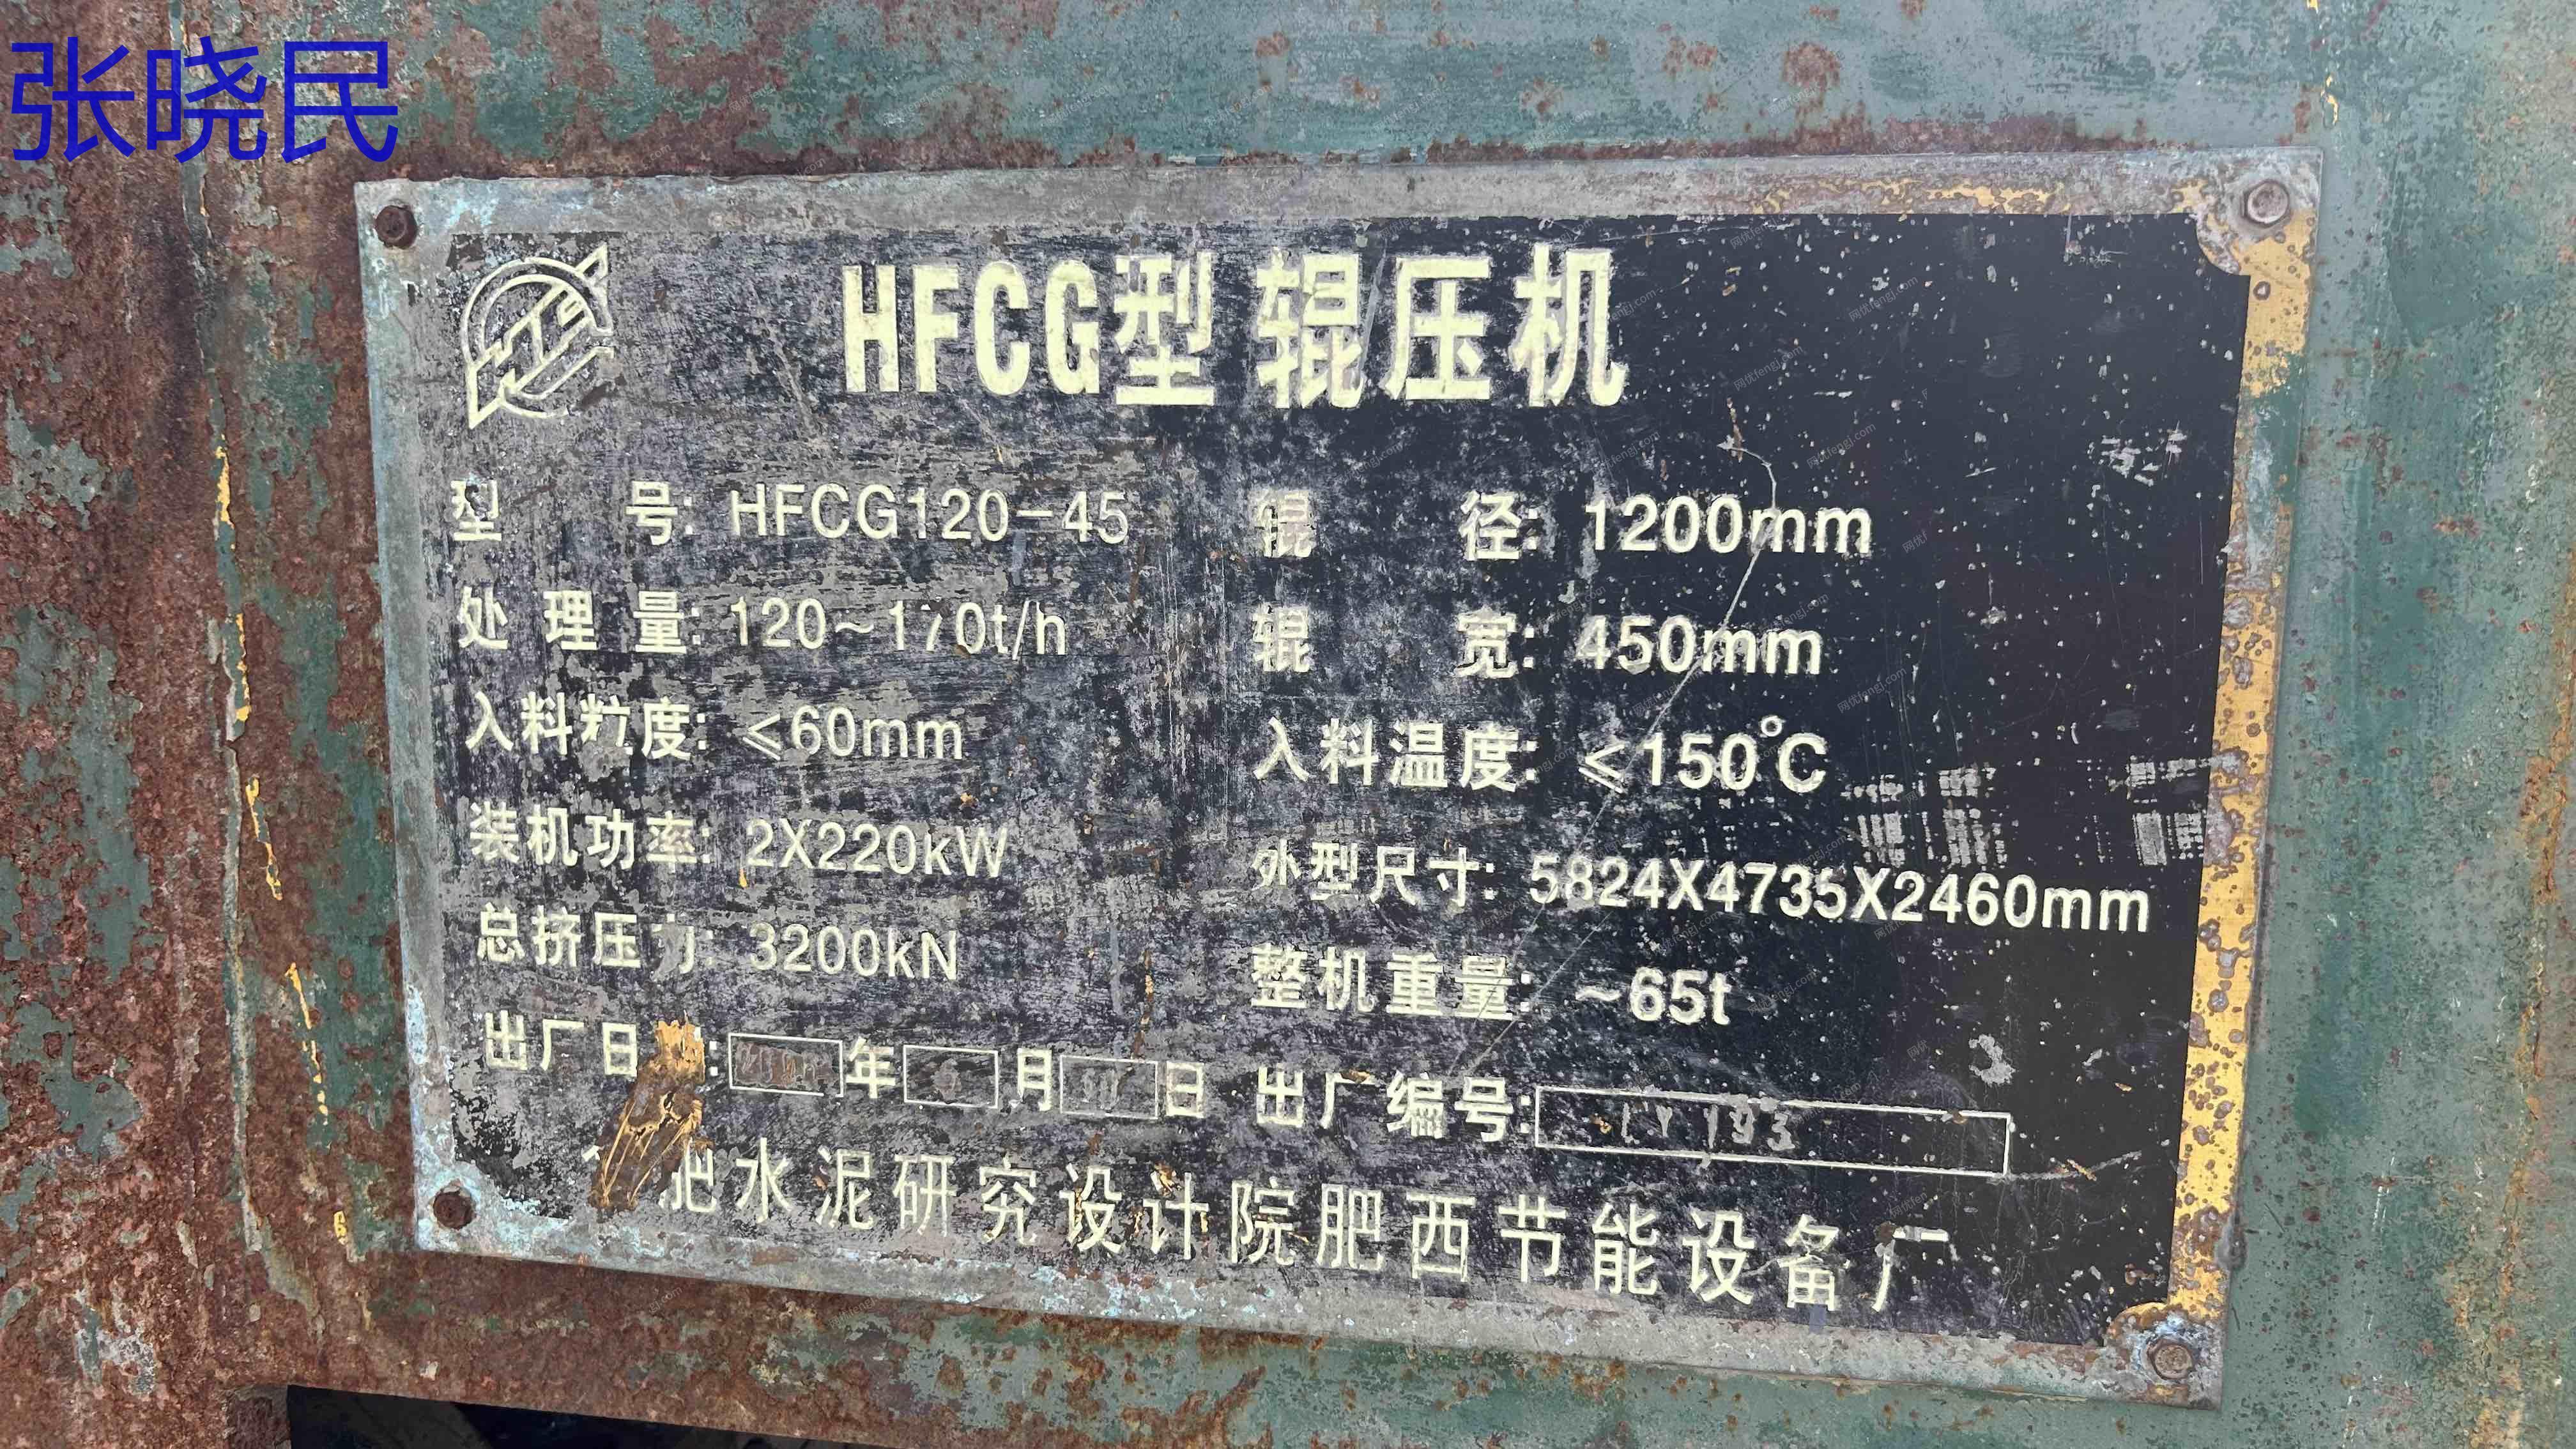 张晓民
HFCG型 辊压机
型 号: HFCG120-45 辊 径: 1200mm
处 理 量: 120~170t/h 辊 宽: 450mm
入料粒度: ≤60mm 入料温度: ≤150℃
装机功率: 2X220kW 外型尺寸: 5824X4735X2460mm
总挤压力: 3200kN 整机重量: ~65t
出厂日 : 年 月 日 出厂编号: LY193
肥水泥研究设计院肥西节能设备厂